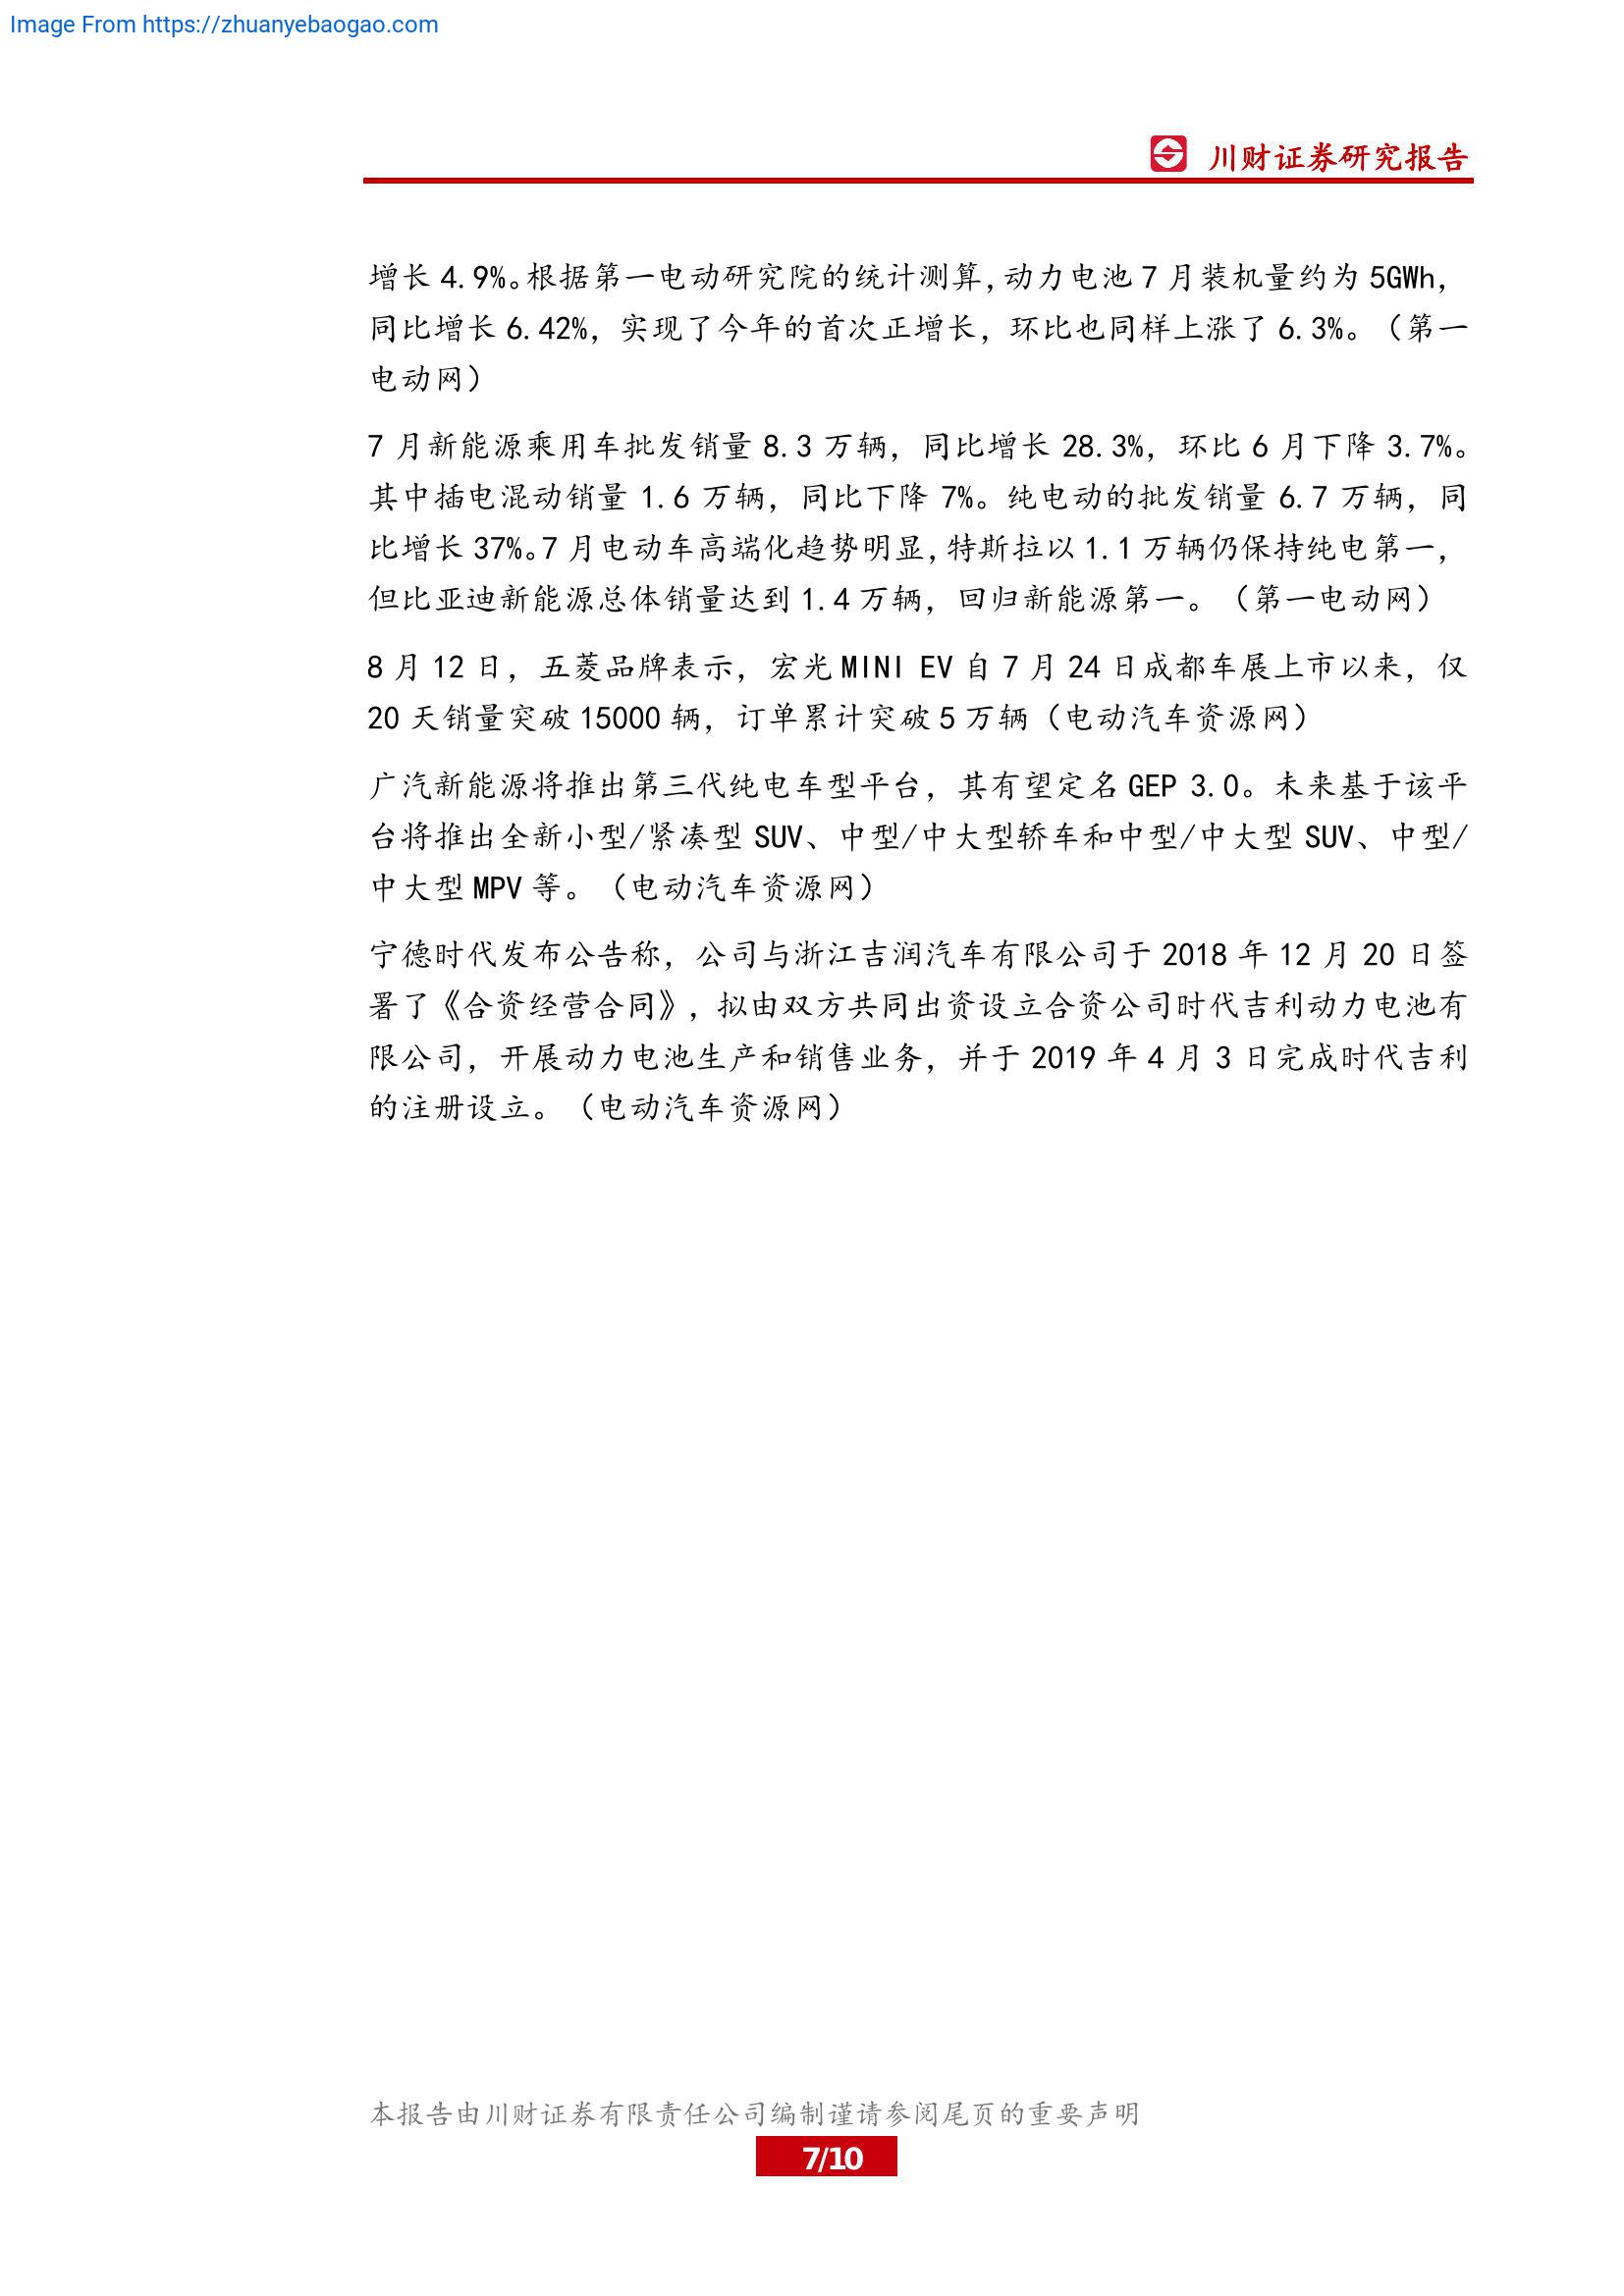 Image From https://zhuanyebaogao.com
川财证券研究报告
增长 4.9%。根据第一电动研究院的统计测算，动力电池 7 月装机量约为 5GWh，
同比增长 6.42%，实现了今年的首次正增长，环比也同样上涨了 6.3%。（第一
电动网）
7 月新能源乘用车批发销量 8.3 万辆，同比增长 28.3%，环比 6 月下降 3.7%。
其中插电混动销量 1.6 万辆，同比下降 7%。纯电动的批发销量 6.7 万辆，同
比增长 37%。7 月电动车高端化趋势明显，特斯拉以 1.1 万辆仍保持纯电第一，
但比亚迪新能源总体销量达到 1.4 万辆，回归新能源第一。（第一电动网）
8 月 12 日，五菱品牌表示，宏光 MINI EV 自 7 月 24 日成都车展上市以来，仅
20 天销量突破 15000 辆，订单累计突破 5 万辆（电动汽车资源网）
广汽新能源将推出第三代纯电车型平台，其有望定名 GEP 3.0。未来基于该平
台将推出全新小型/紧凑型 SUV、中型/中大型轿车和中型/中大型 SUV、中型/
中大型 MPV 等。（电动汽车资源网）
宁德时代发布公告称，公司与浙江吉润汽车有限公司于 2018 年 12 月 20 日签
署了《合资经营合同》，拟由双方共同出资设立合资公司时代吉利动力电池有
限公司，开展动力电池生产和销售业务，并于 2019 年 4 月 3 日完成时代吉利
的注册设立。（电动汽车资源网）
本报告由川财证券有限责任公司编制谨请参阅尾页的重要声明
7/10